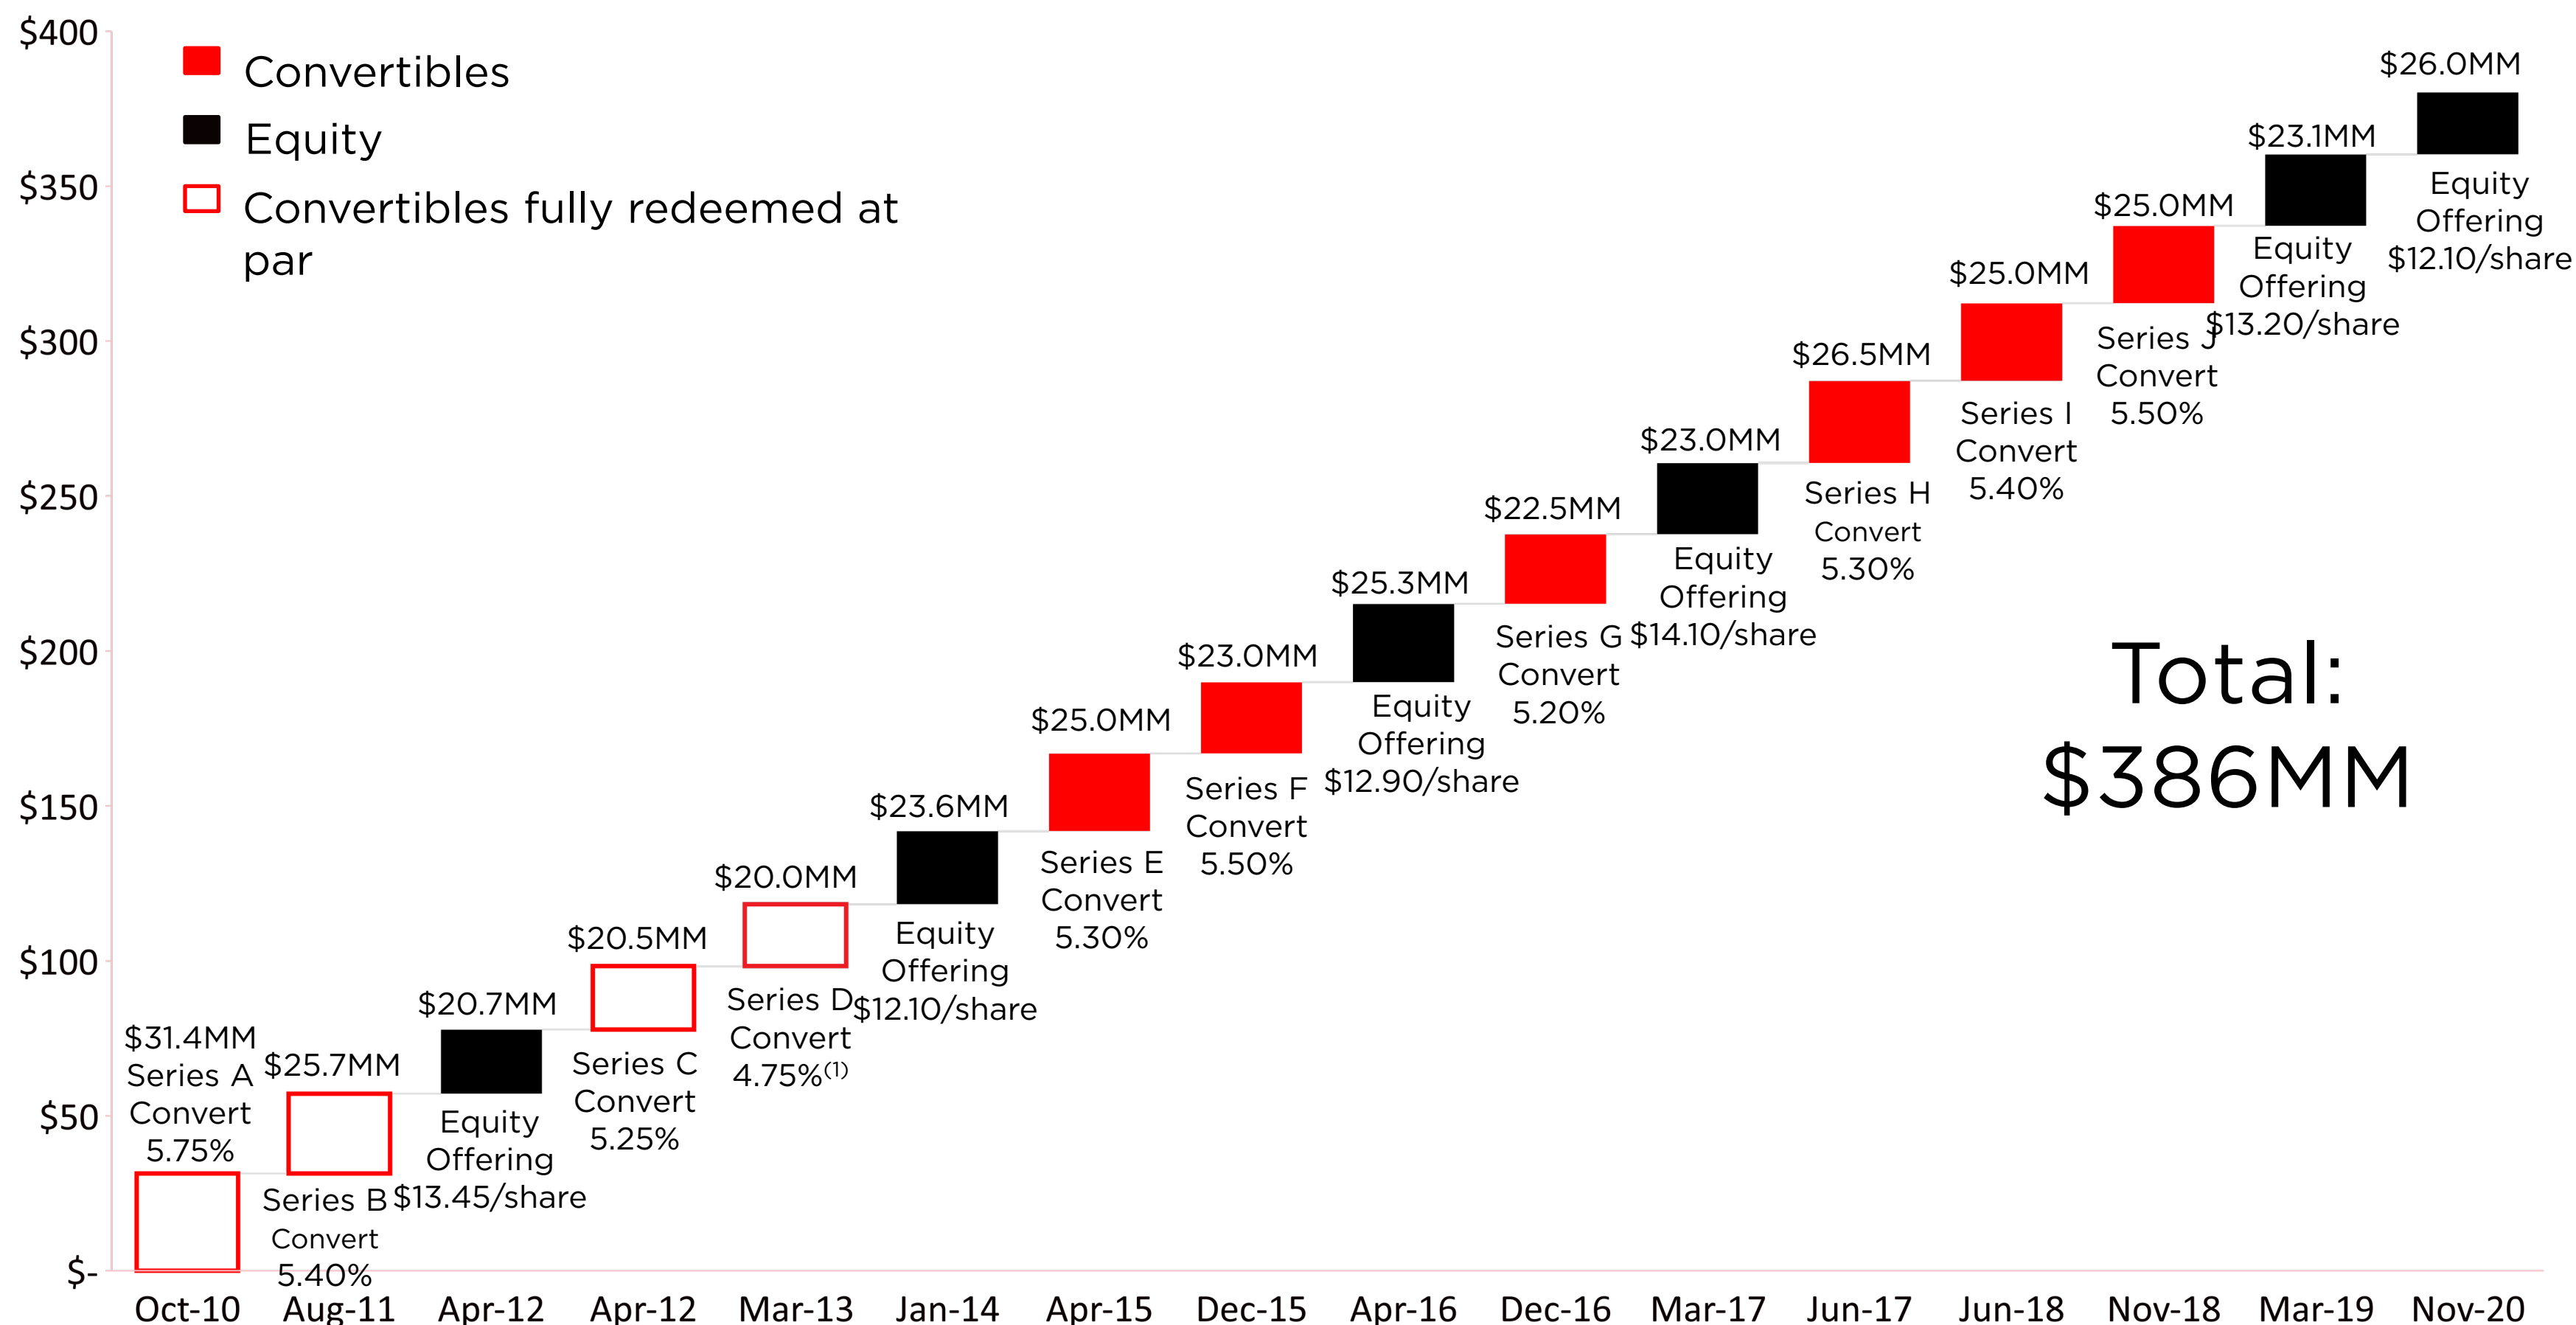 $400
$350
$300
$250
$200
$150
$100
$50
$-
Convertibles
Equity
Convertibles fully redeemed at
par
$31.4MM
Series A
Convert
5.75%
$25.7MM
Series B
Convert
5.40%
$20.7MM
Equity
Offering
$13.45/share
$20.5MM
Series C
Convert
5.25%
$20.0MM
Series D
Convert
4.75%(1)
$23.6MM
Equity
Offering
$12.10/share
$25.0MM
Series E
Convert
5.30%
$23.0MM
Series F
Convert
5.50%
$25.3MM
Equity
Offering
$12.90/share
$22.5MM
Series G
Convert
5.20%
$23.0MM
Equity
Offering
$14.10/share
$26.5MM
Series H
Convert
5.30%
$25.0MM
Series I
Convert
5.40%
$25.0MM
Series J
Convert
5.50%
$23.1MM
Equity
Offering
$13.20/share
$26.0MM
Equity
Offering
$12.10/share
Total:
$386MM
Oct-10 Aug-11 Apr-12 Apr-12 Mar-13 Jan-14 Apr-15 Dec-15 Apr-16 Dec-16 Mar-17 Jun-17 Jun-18 Nov-18 Mar-19 Nov-20